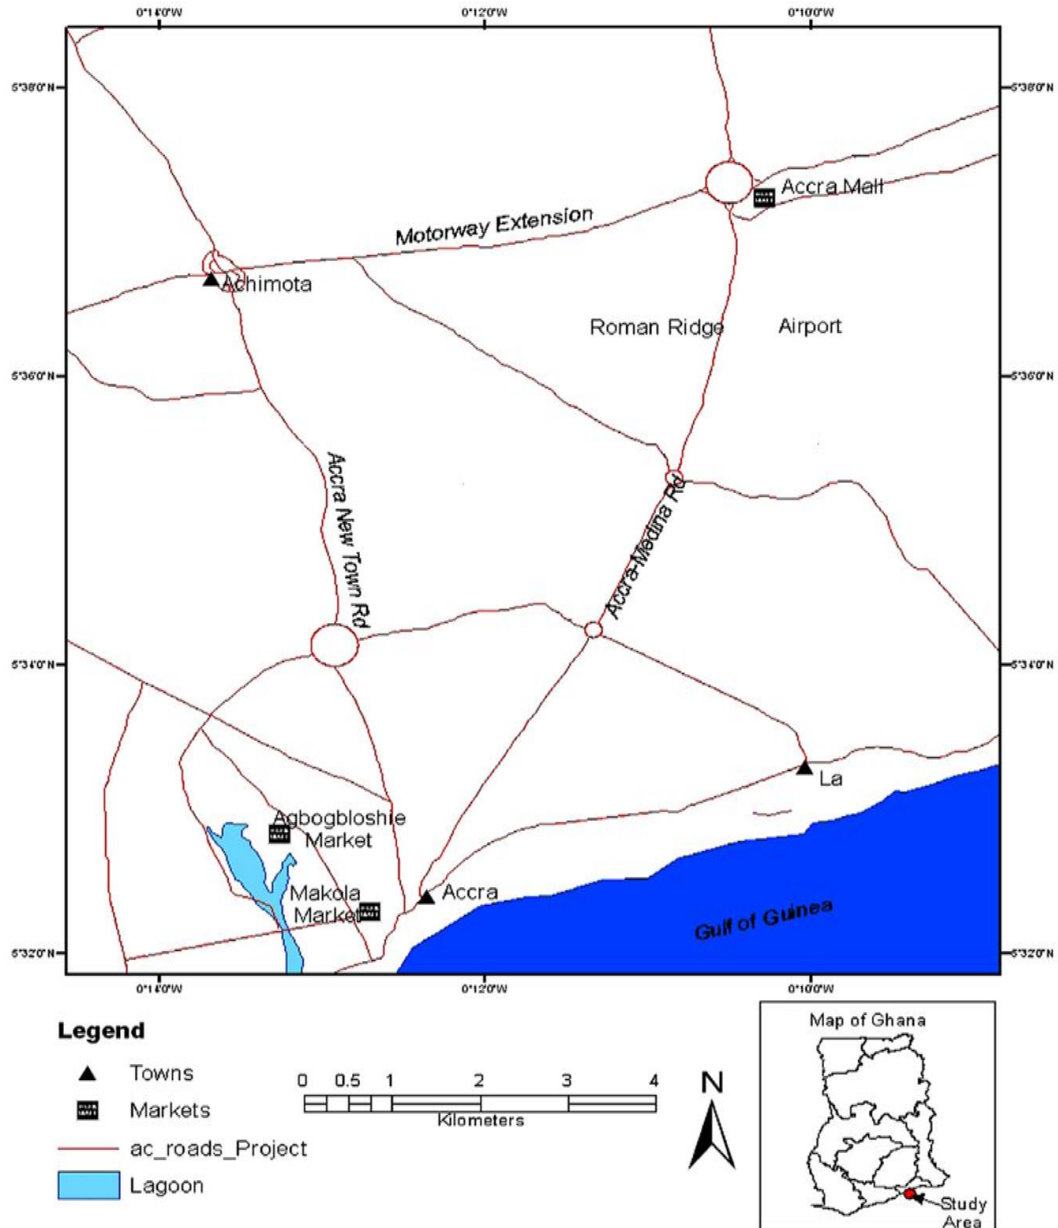 0°14'0"W 0°12'0"W 0°10'0"W
5°38'0"N 5°38'0"N
Accra Mall
Motorway Extension
Achimota
Roman Ridge Airport
5°36'0"N 5°36'0"N
Accra New Town Rd
Accra-Medina Rd
5°34'0"N 5°34'0"N
La
Agbogbloshie
Market
Makola
Market
Accra
Gulf of Guinea
5°32'0"N 5°32'0"N
0°14'0"W 0°12'0"W 0°10'0"W
Legend
Towns
Markets
ac_roads_Project
Lagoon
0 0.5 1 2 3 4
Kilometers
N
Map of Ghana
Study
Area